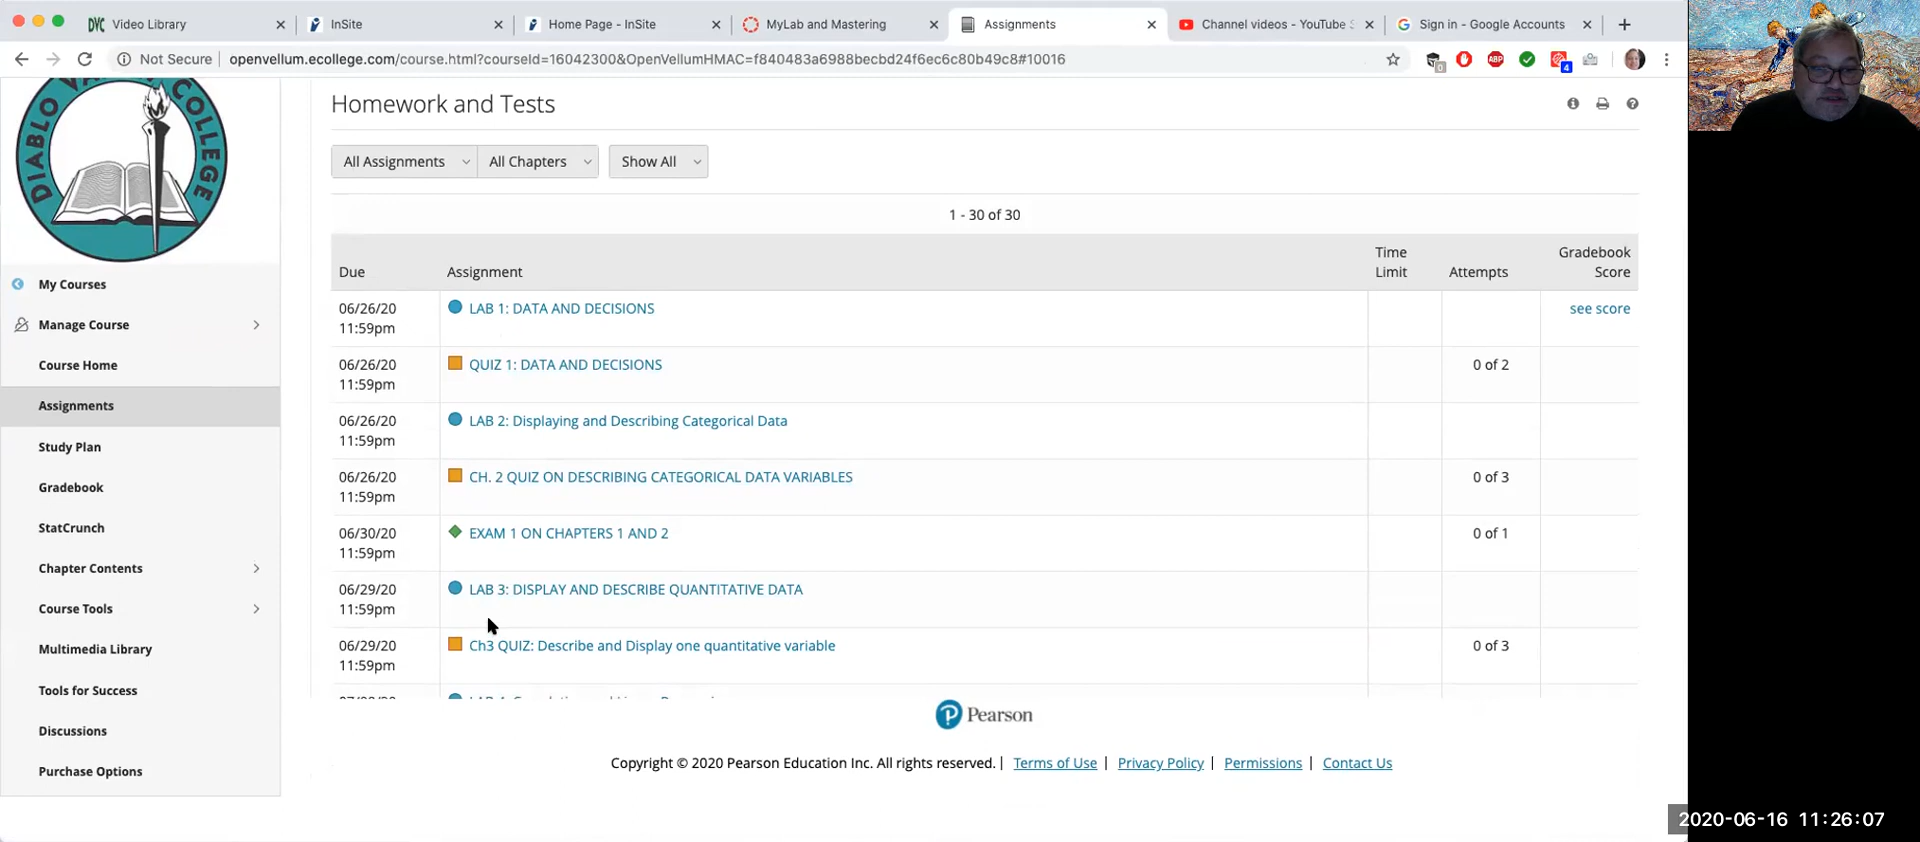 DVC Video Library
InSite
Home Page - InSite
MyLab and Mastering
Assignments
Channel videos - YouTube S
Sign in - Google Accounts
Not Secure
openvellum.ecollege.com/course.html?courseId=16042300&OpenVellumHMAC=f840483a6988becbd24f6ec6c80b49c8#10016
0
ABP
4
DIABLO VA
COLLEGE
My Courses
Manage Course
Course Home
Assignments
Study Plan
Gradebook
StatCrunch
Chapter Contents
Course Tools
Multimedia Library
Tools for Success
Discussions
Purchase Options
Homework and Tests
All Assignments
All Chapters
Show All
1 - 30 of 30
Due
Assignment
Time
Limit
Attempts
Gradebook
Score
06/26/20
11:59pm
LAB 1: DATA AND DECISIONS
see score
06/26/20
11:59pm
QUIZ 1: DATA AND DECISIONS
0 of 2
06/26/20
11:59pm
LAB 2: Displaying and Describing Categorical Data
06/26/20
11:59pm
CH. 2 QUIZ ON DESCRIBING CATEGORICAL DATA VARIABLES
0 of 3
06/30/20
11:59pm
EXAM 1 ON CHAPTERS 1 AND 2
0 of 1
06/29/20
11:59pm
LAB 3: DISPLAY AND DESCRIBE QUANTITATIVE DATA
06/29/20
11:59pm
Ch3 QUIZ: Describe and Display one quantitative variable
0 of 3
Pearson
Copyright © 2020 Pearson Education Inc. All rights reserved. | Terms of Use | Privacy Policy | Permissions | Contact Us
2020-06-16 11:26:07